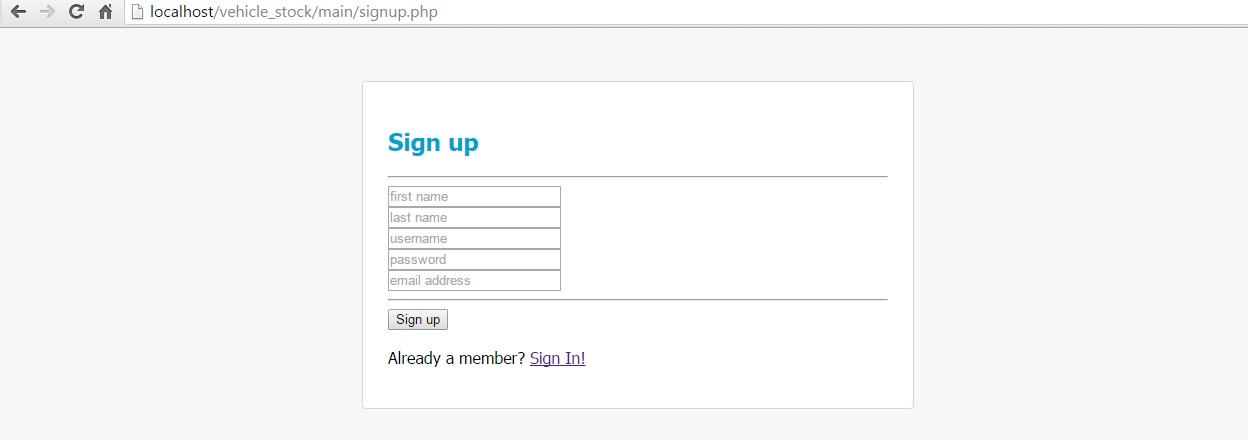 localhost/vehicle_stock/main/signup.php
Sign up
first name
last name
username
password
email address
Sign up
Already a member? Sign In!